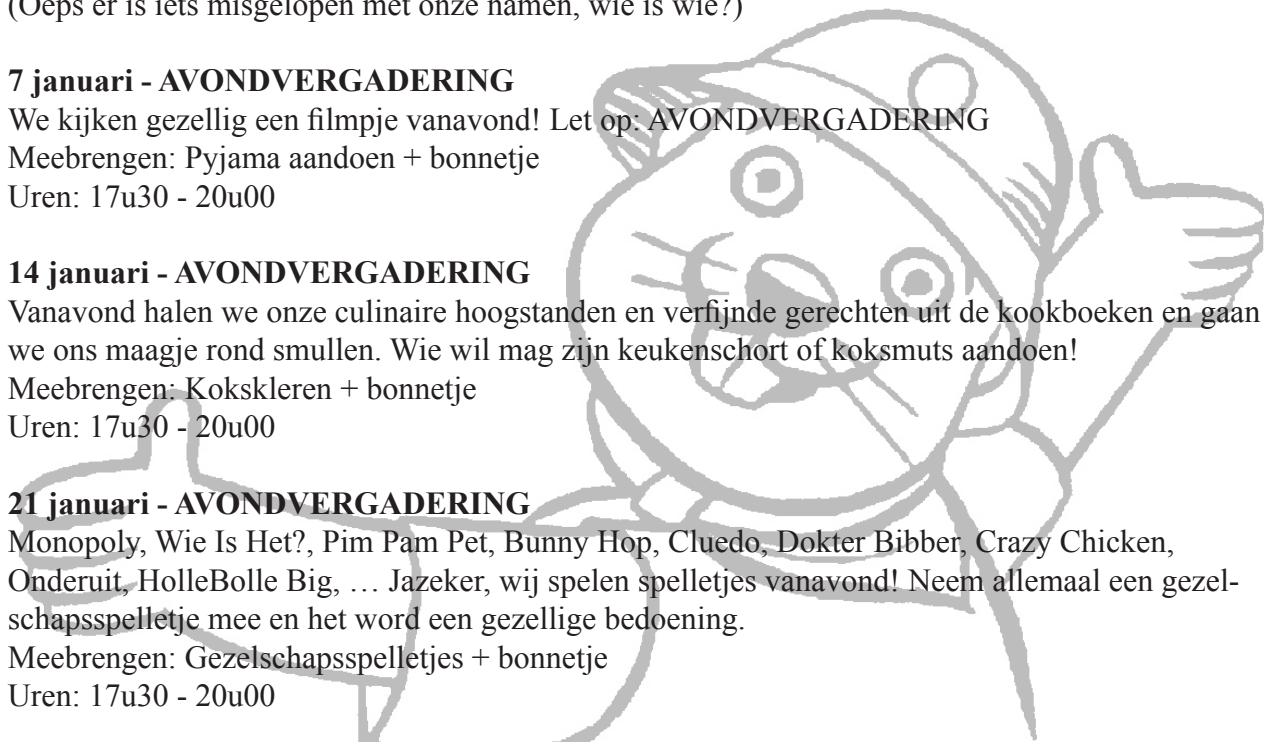 (Oeps er is iets misgelopen met onze namen, wie is wie?)
7 januari - AVONDVERGADERING
We kijken gezellig een filmpje vanavond! Let op: AVONDVERGADERING
Meebrengen: Pyjama aandoen + bonnetje
Uren: 17u30 - 20u00
14 januari - AVONDVERGADERING
Vanavond halen we onze culinaire hoogstanden en verfijnde gerechten uit de kookboeken en gaan
we ons maagje rond smullen. Wie wil mag zijn keukenschort of koksmuts aandoen!
Meebrengen: Kokskleren + bonnetje
Uren: 17u30 - 20u00
21 januari - AVONDVERGADERING
Monopoly, Wie Is Het?, Pim Pam Pet, Bunny Hop, Cluedo, Dokter Bibber, Crazy Chicken,
Onderuit, HolleBolle Big, … Jazeker, wij spelen spelletjes vanavond! Neem allemaal een gezel-
schapsspelletje mee en het word een gezellige bedoening.
Meebrengen: Gezelschapsspelletjes + bonnetje
Uren: 17u30 - 20u00